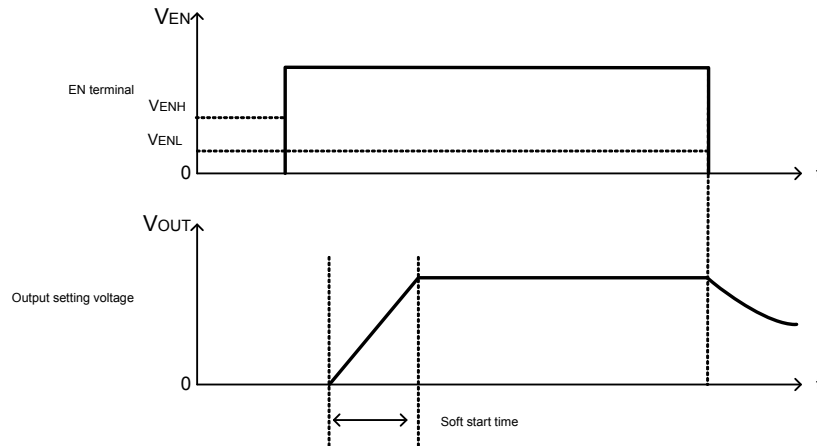 VEN
EN terminal
VENH
VENL
0
t
VOUT
Output setting voltage
0
t
Soft start time